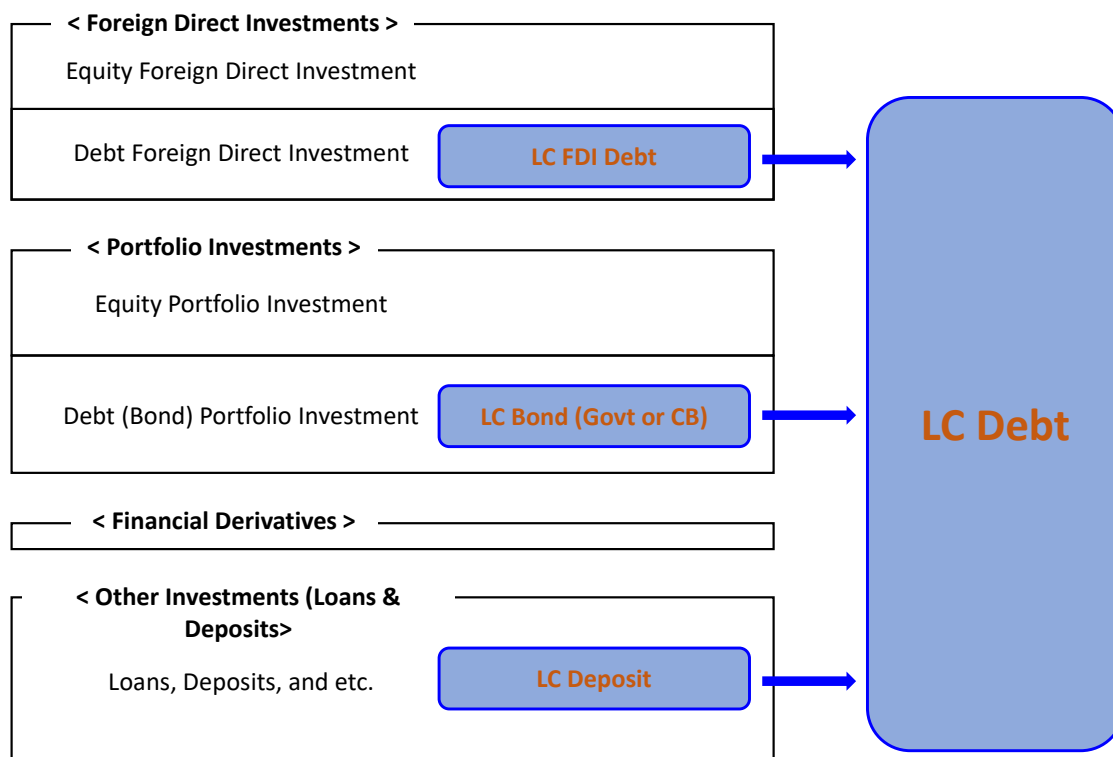 < Foreign Direct Investments >
Equity Foreign Direct Investment
Debt Foreign Direct Investment
LC FDI Debt
< Portfolio Investments >
Equity Portfolio Investment
Debt (Bond) Portfolio Investment
LC Bond (Govt or CB)
LC Debt
< Financial Derivatives >
< Other Investments (Loans &
Deposits>
Loans, Deposits, and etc.
LC Deposit